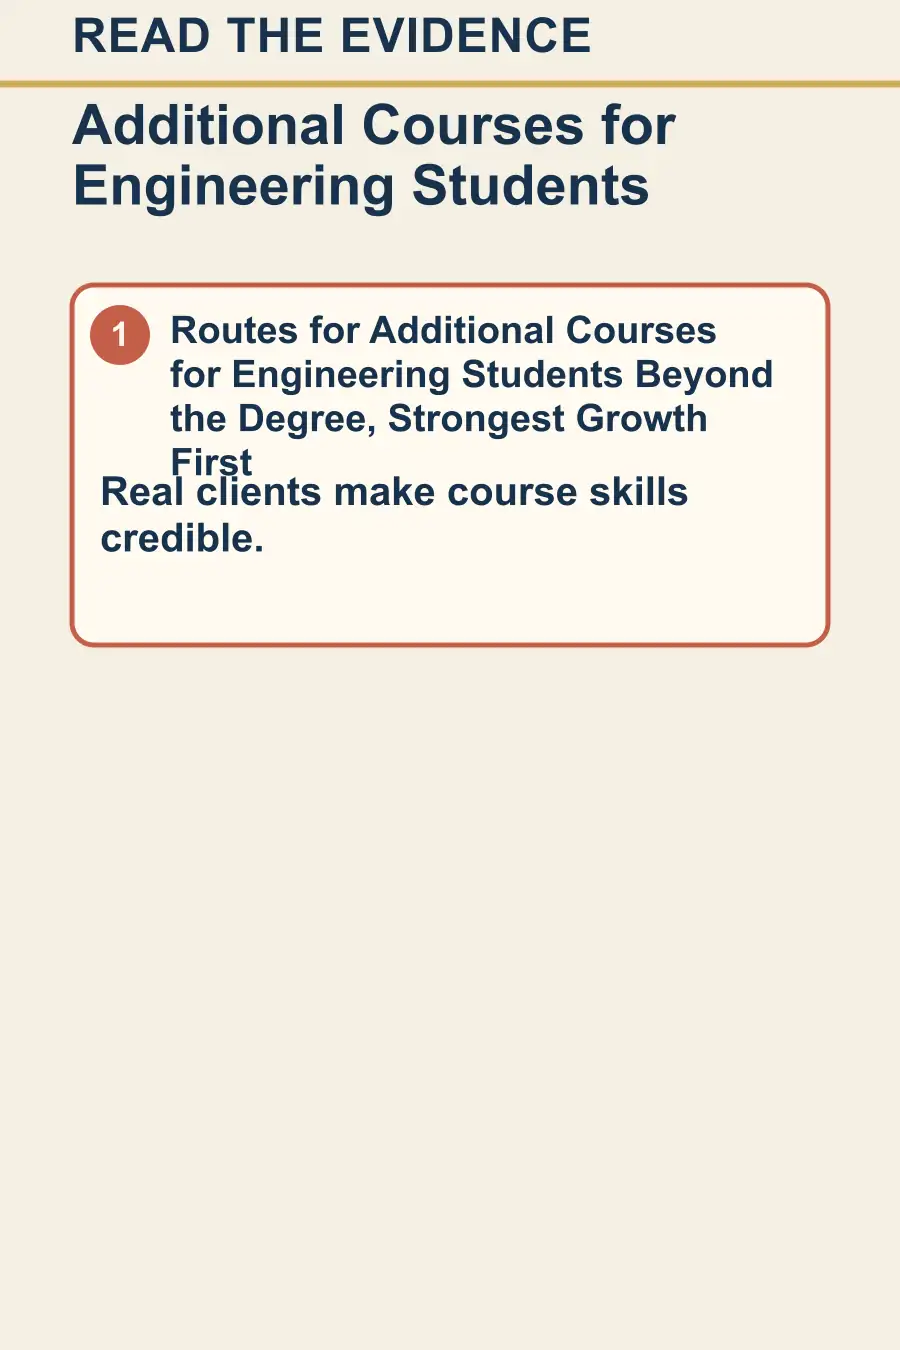 READ THE EVIDENCE
Additional Courses for
Engineering Students
1
Routes for Additional Courses
for Engineering Students Beyond
the Degree, Strongest Growth
First
Real clients make course skills
credible.